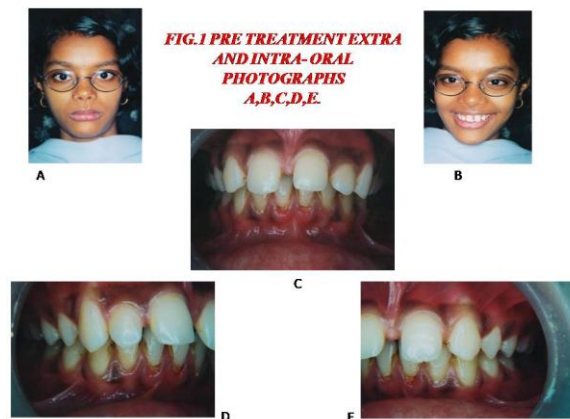 FIG.1 PRE TREATMENT EXTRA
AND INTRA- ORAL
PHOTOGRAPHS
A,B,C,D,E.
A
B
C
D
E